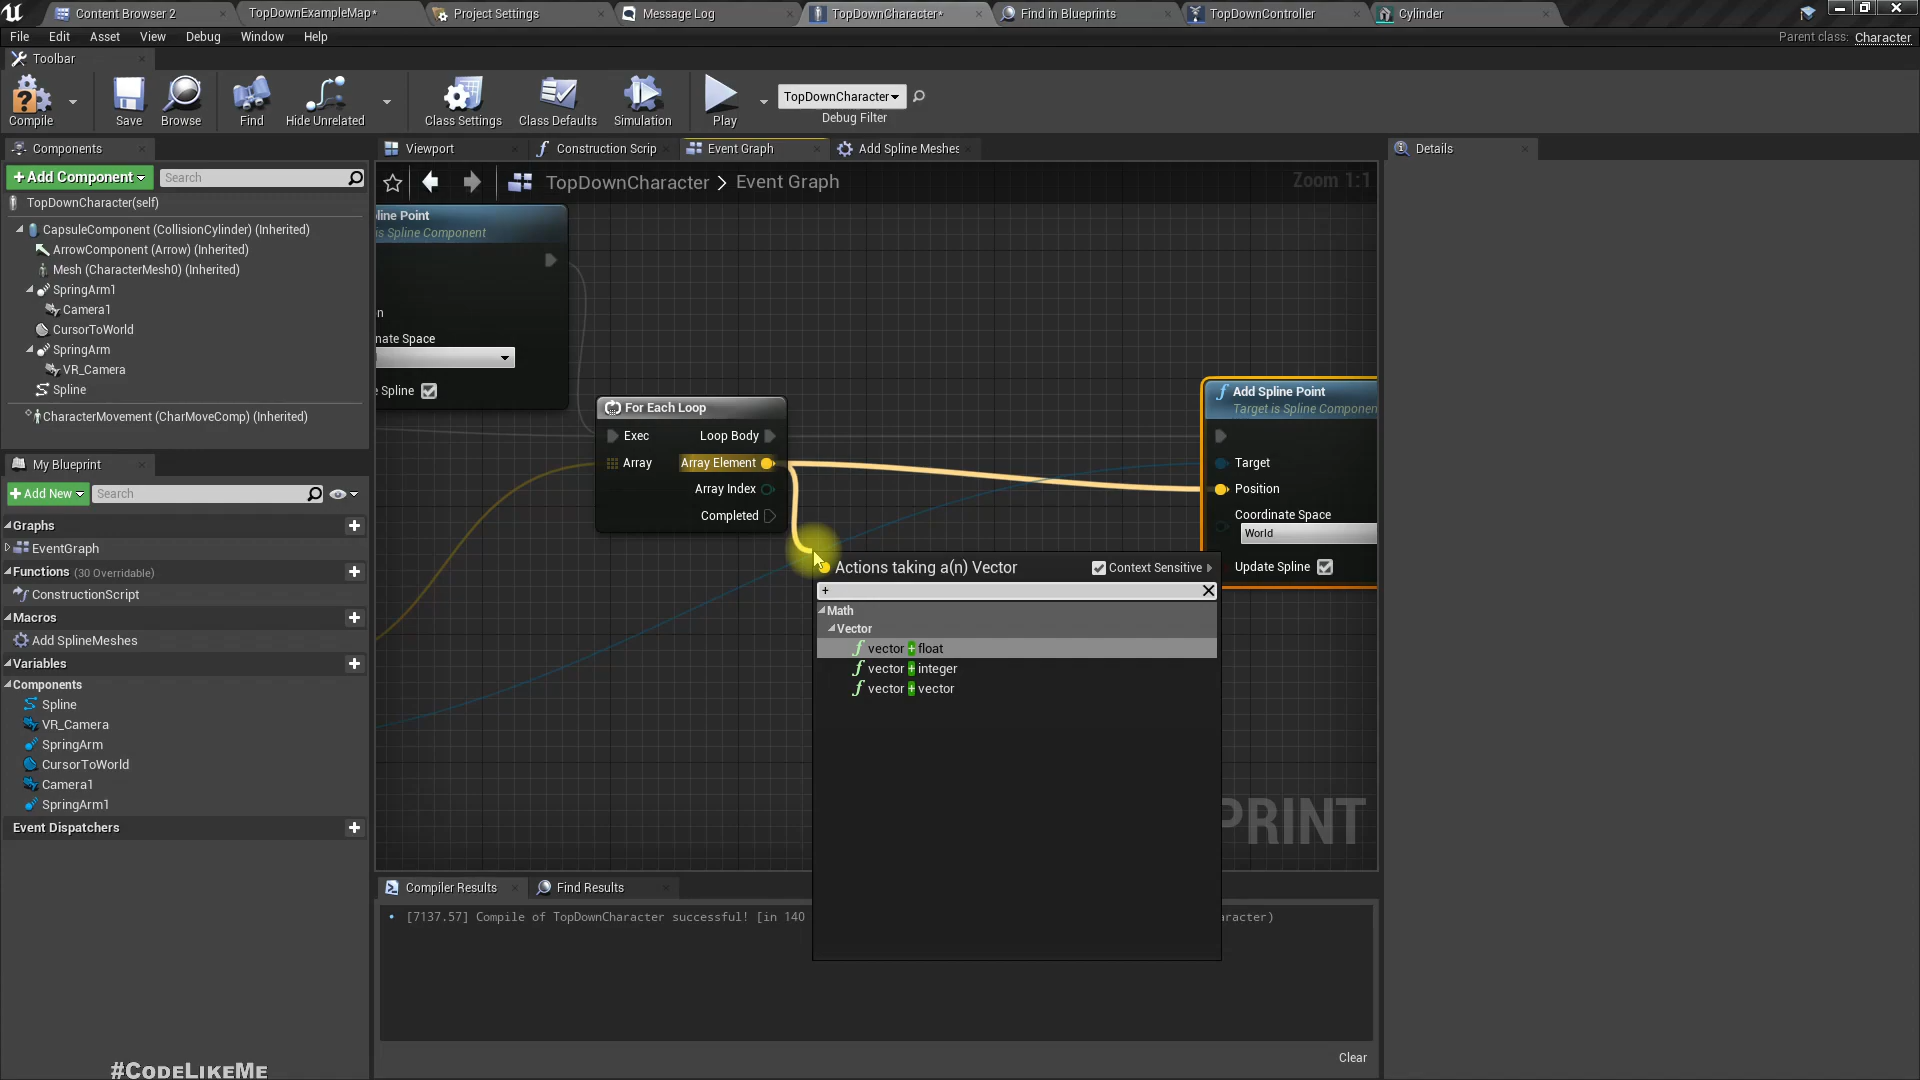 Content Browser 2
TopDownExampleMap*
Project Settings
Message Log
TopDownCharacter*
Find in Blueprints
TopDownController
Cylinder
File Edit Asset View Debug Window Help
Parent class: Character
Toolbar
Compile
Save
Browse
Find
Hide Unrelated
Class Settings
Class Defaults
Simulation
Play
TopDownCharacter
Debug Filter
Components
+Add Component
Search
TopDownCharacter(self)
CapsuleComponent (CollisionCylinder) (Inherited)
ArrowComponent (Arrow) (Inherited)
Mesh (CharacterMesh0) (Inherited)
SpringArm1
Camera1
CursorToWorld
SpringArm
VR_Camera
Spline
CharacterMovement (CharMoveComp) (Inherited)
My Blueprint
+Add New
Search
Graphs
EventGraph
Functions (30 Overridable)
ConstructionScript
Macros
Add SplineMeshes
Variables
Components
Spline
VR_Camera
SpringArm
CursorToWorld
Camera1
SpringArm1
Event Dispatchers
#CodeLikeMe
Viewport
Construction Scrip
Event Graph
Add Spline Meshes
TopDownCharacter > Event Graph
Zoom 1:1
line Point
is Spline Component
n
nate Space
e Spline
For Each Loop
Exec Loop Body
Array Array Element
Array Index
Completed
Add Spline Point
Target is Spline Componen
Target
Position
Coordinate Space
World
Update Spline
Actions taking a(n) Vector
Context Sensitive
+
Math
Vector
vector + float
vector + integer
vector + vector
PRINT
Compiler Results
Find Results
[7137.57] Compile of TopDownCharacter successful! [in 140
aracter)
Clear
Details